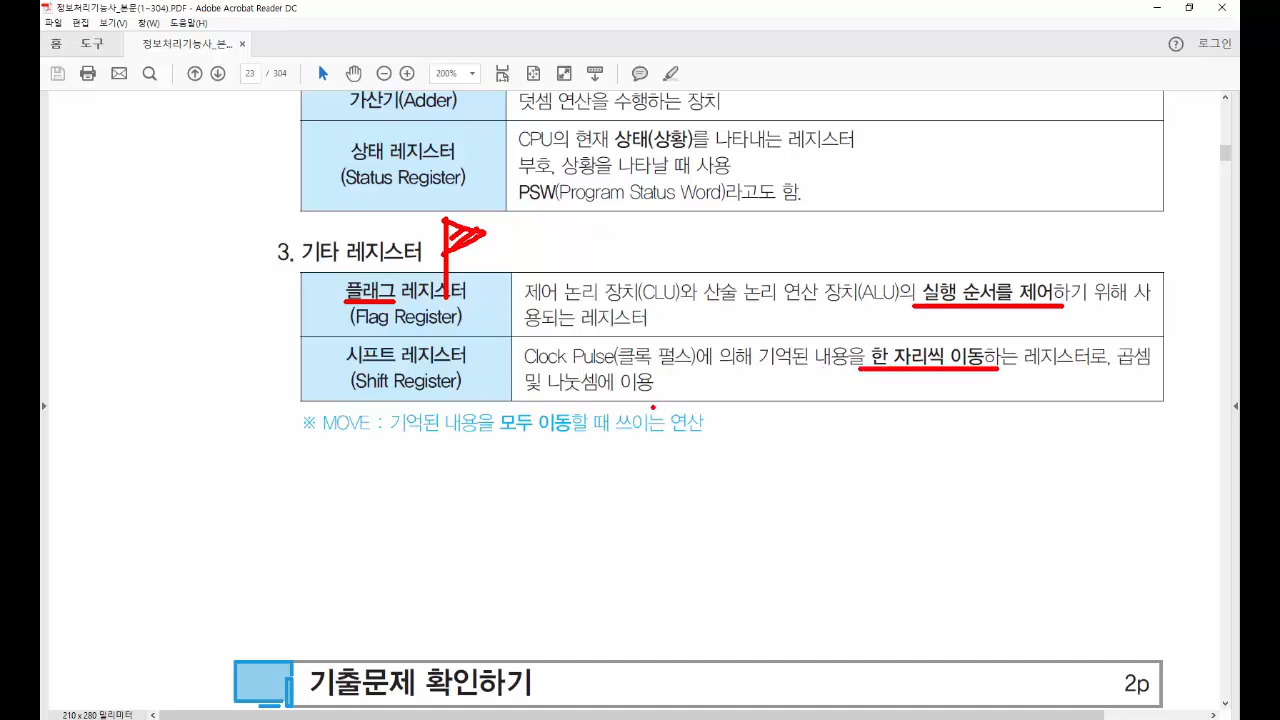 정보처리기능사_본문(1~304).PDF - Adobe Acrobat Reader DC
파일 편집 보기(V) 창(W) 도움말(H)
홈 도구 정보처리기능사_본... × 로그인
23 / 304 200%
가산기(Adder) 덧셈 연산을 수행하는 장치
상태 레지스터
(Status Register)
CPU의 현재 상태(상황)를 나타내는 레지스터
부호, 상황을 나타날 때 사용
PSW(Program Status Word)라고도 함.
3. 기타 레지스터
플래그 레지스터
(Flag Register)
제어 논리 장치(CLU)와 산술 논리 연산 장치(ALU)의 실행 순서를 제어하기 위해 사
용되는 레지스터
시프트 레지스터
(Shift Register)
Clock Pulse(클록 펄스)에 의해 기억된 내용을 한 자리씩 이동하는 레지스터로, 곱셈
및 나눗셈에 이용
※ MOVE : 기억된 내용을 모두 이동할 때 쓰이는 연산
기출문제 확인하기 2p
210 x 280 밀리미터